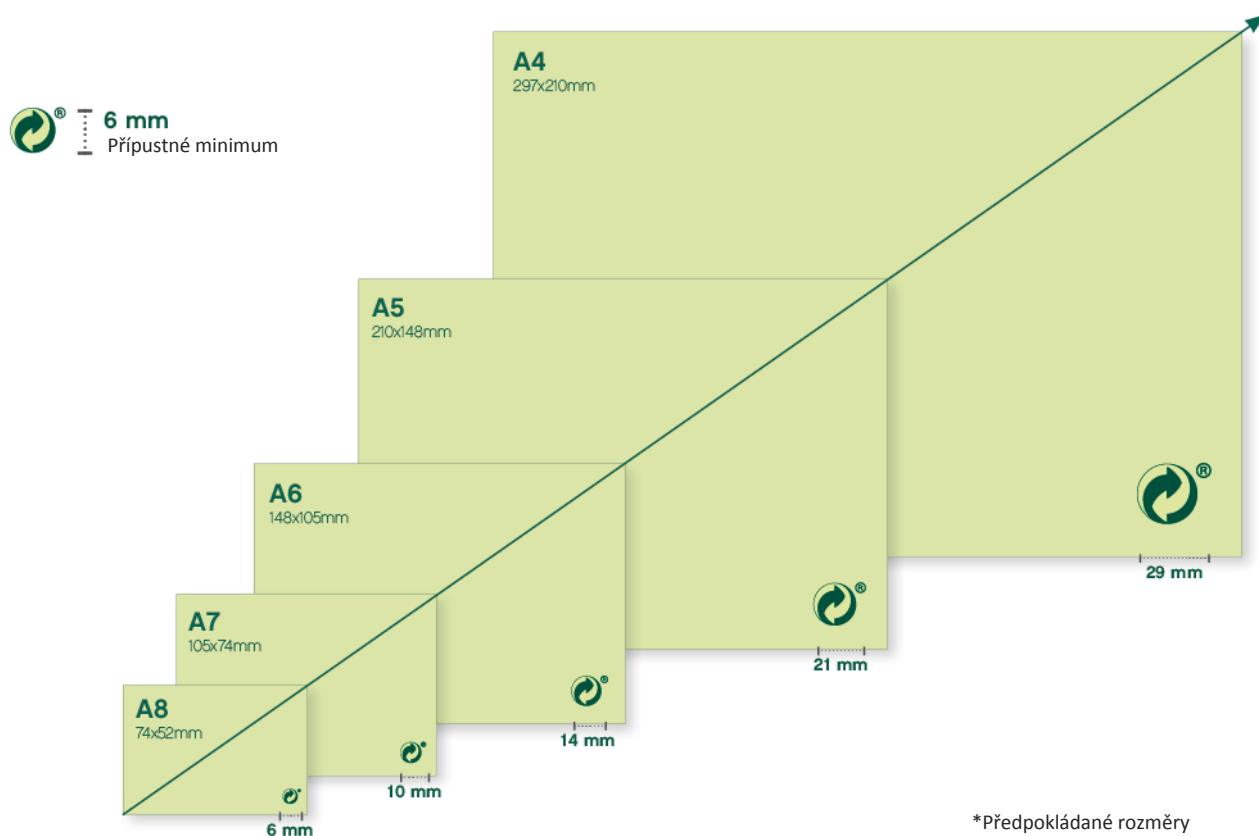 A4
297x210mm
®
6 mm
Přípustné minimum
A5
210x148mm
A6
148x105mm
®
29 mm
®
A7
105x74mm
21 mm
®
A8
74x52mm
14 mm
®
10 mm
®
6 mm
*Předpokládané rozměry